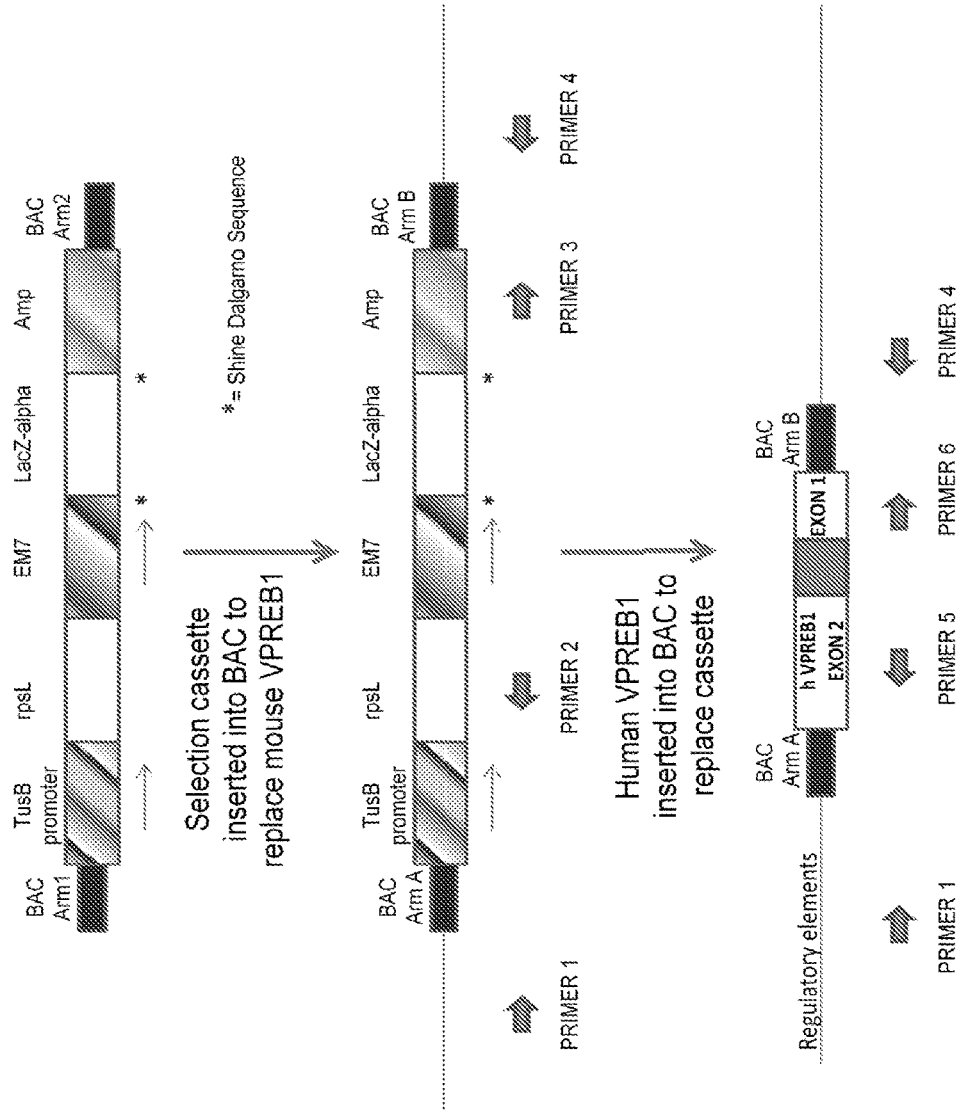 BAC
Arm1
TusB
promoter
rpsL
EM7
LacZ-alpha
Amp
BAC
Arm2
*
*
Selection cassette
inserted into BAC to
replace mouse VPREB1
*= Shine Dalgarno Sequence
BAC
Arm A
TusB
promoter
rpsL
EM7
LacZ-alpha
Amp
BAC
Arm B
*
*
PRIMER 1
PRIMER 2
PRIMER 3
PRIMER 4
Human VPREB1
inserted into BAC to
replace cassette
Regulatory elements
BAC
Arm A
h VPREB1
EXON 2
EXON 1
BAC
Arm B
PRIMER 1
PRIMER 5
PRIMER 6
PRIMER 4